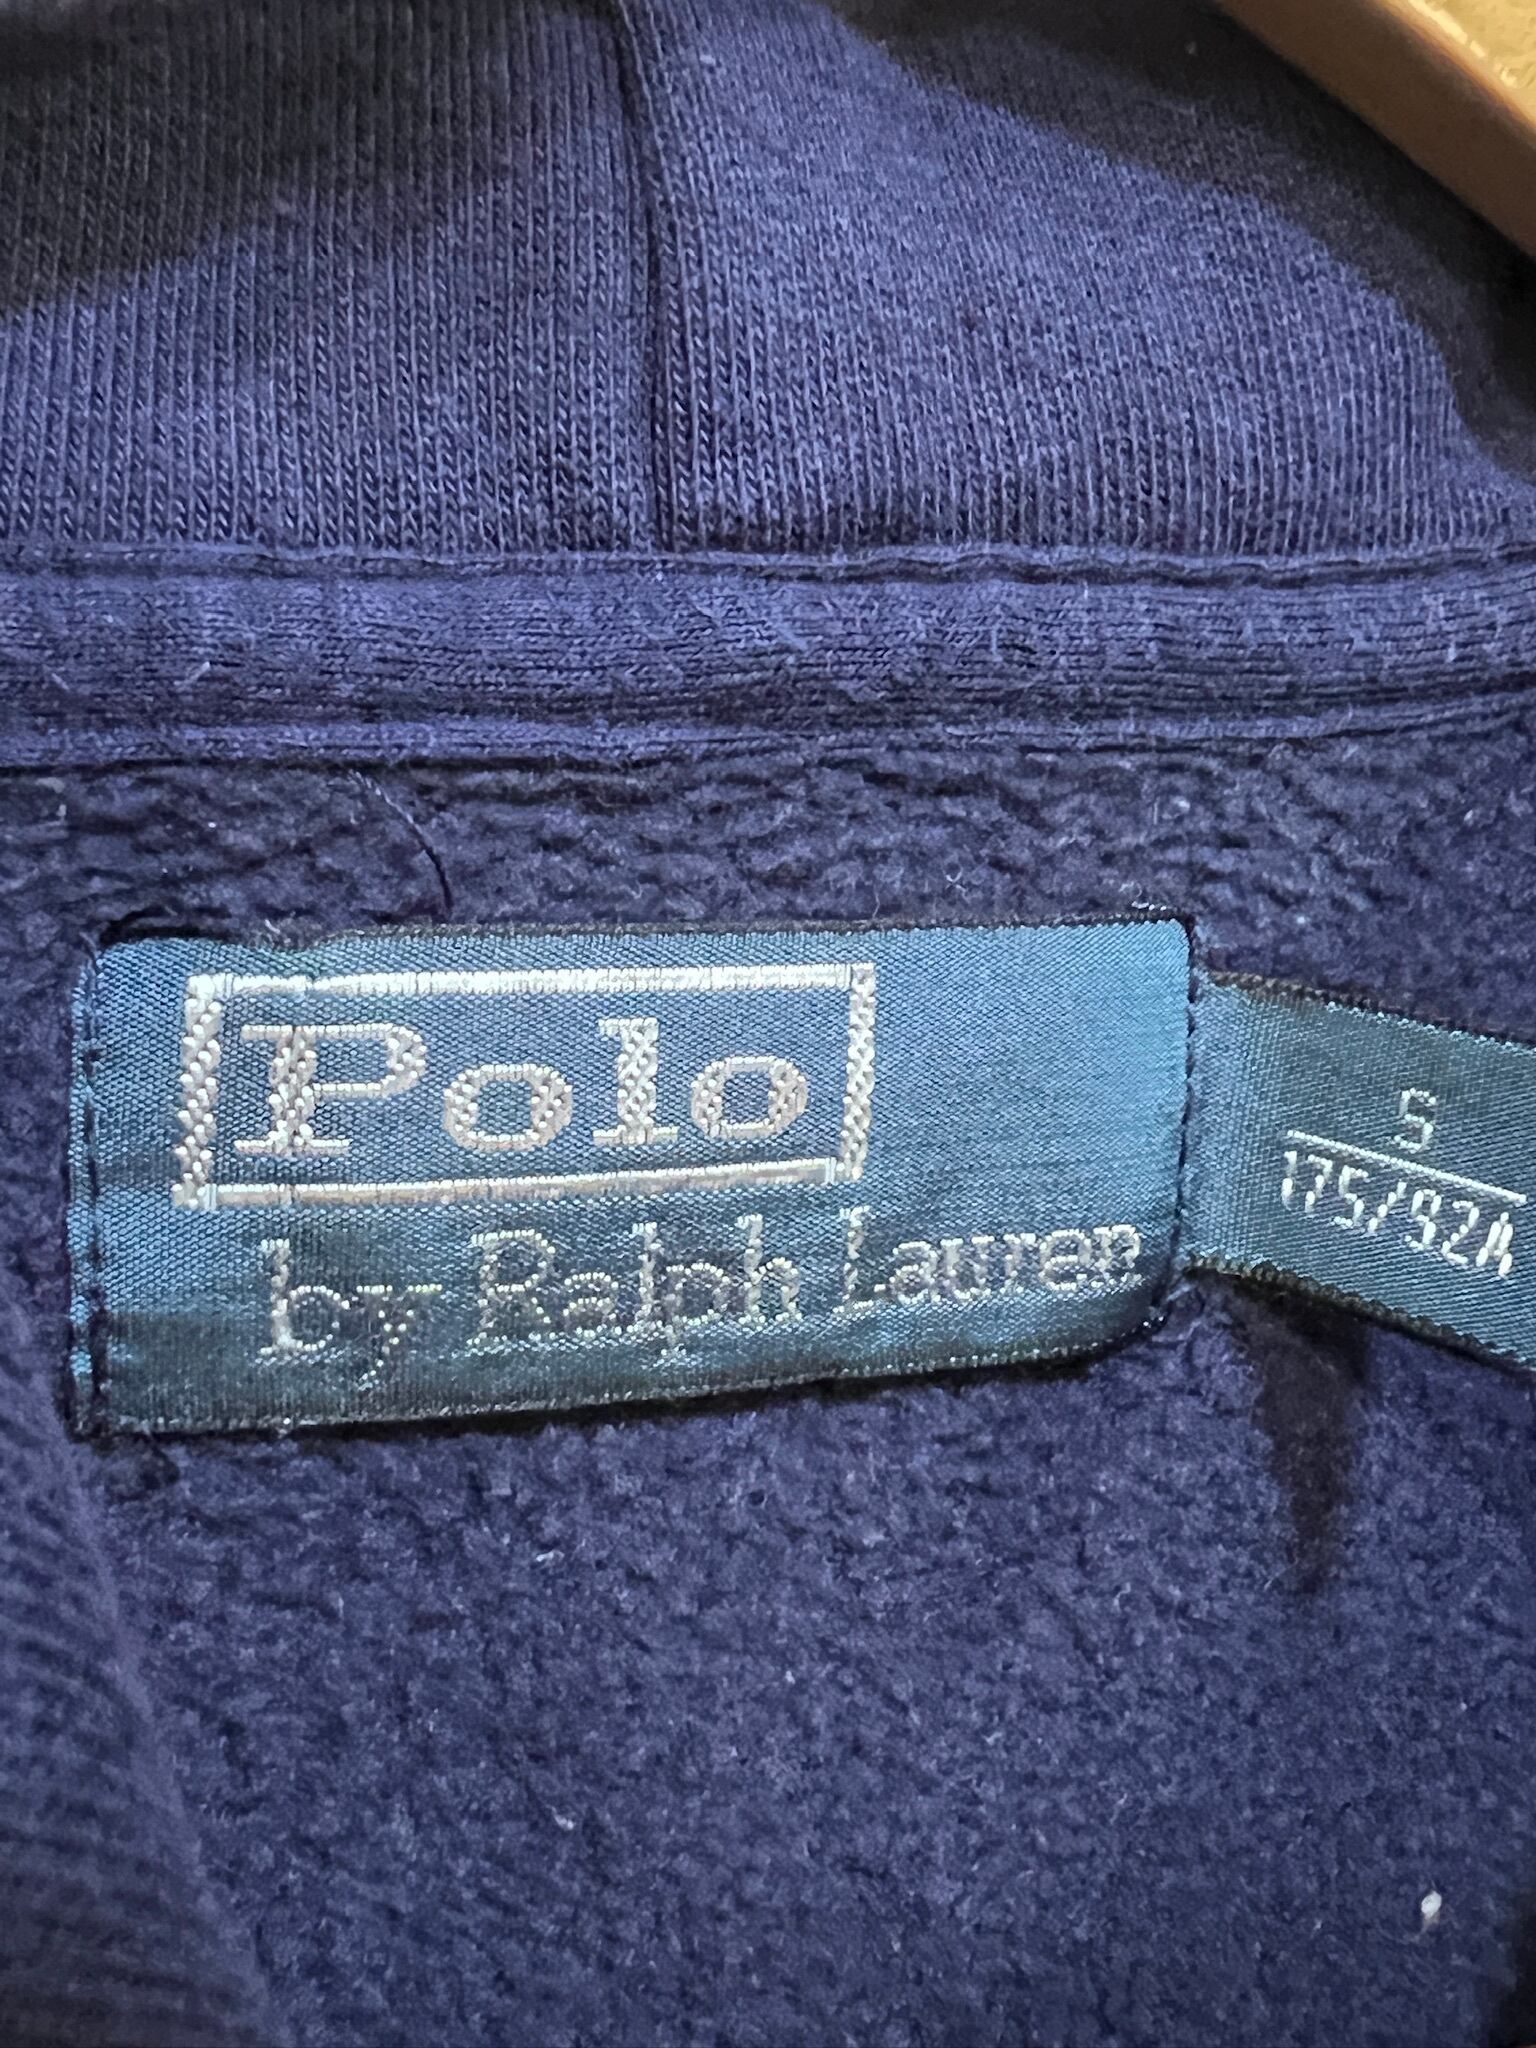 Polo
by Ralph Lauren
S
175/92A